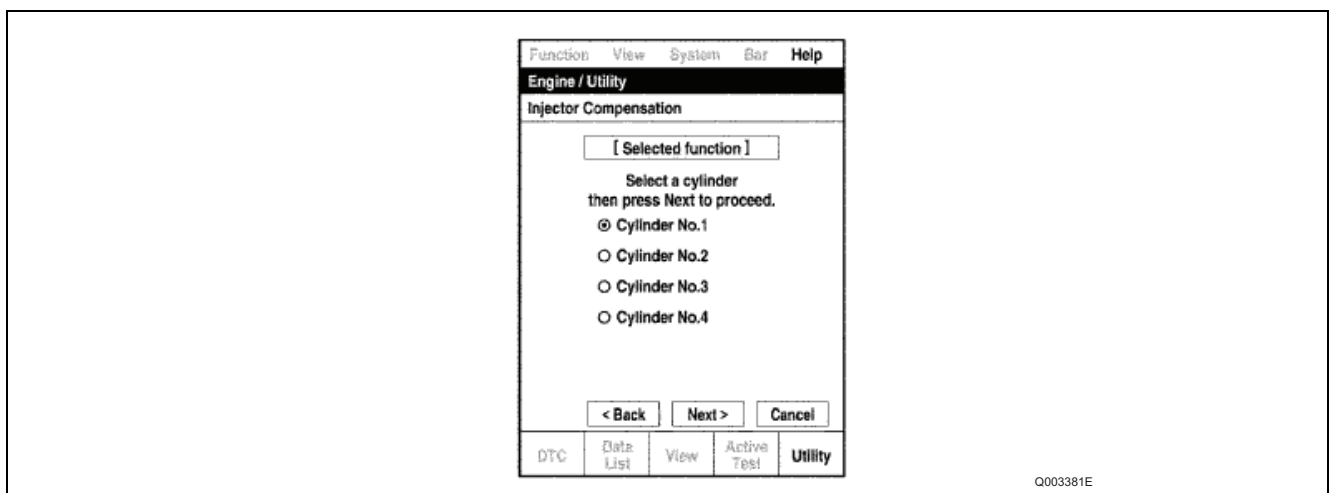 Function View System Bar Help
Engine / Utility
Injector Compensation
[ Selected function ]
Select a cylinder
then press Next to proceed.
Cylinder No.1
Cylinder No.2
Cylinder No.3
Cylinder No.4
< Back Next > Cancel
DTC Data List View Active Test Utility
Q003381E